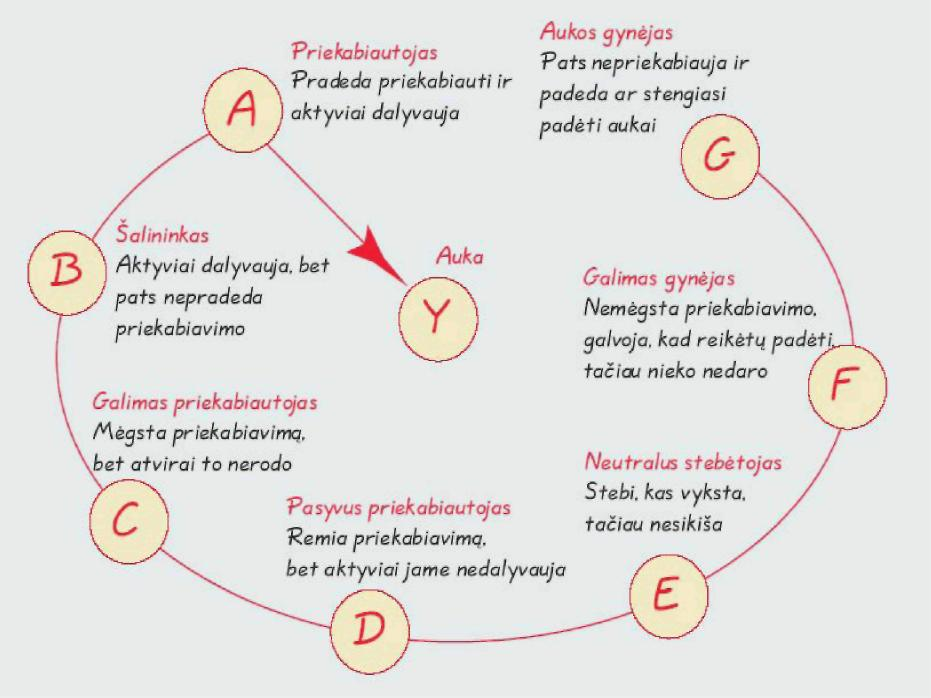 A
Priekabiautojas
Pradeda priekabiauti ir
aktyviai dalyvauja
B
Šalininkas
Aktyviai dalyvauja, bet
pats nepradeda
priekabiavimo
C
Galimas priekabiautojas
Mėgsta priekabiavimą,
bet atvirai to nerodo
D
Pasyvus priekabiautojas
Remia priekabiavimą,
bet aktyviai jame nedalyvauja
E
Neutralus stebėtojas
Stebi, kas vyksta,
tačiau nesikiša
F
Galimas gynėjas
Nemėgsta priekabiavimo,
galvoja, kad reikėtų padėti,
tačiau nieko nedaro
G
Aukos gynėjas
Pats nepriekabiauja ir
padeda ar stengiasi
padėti aukai
Auka
Y